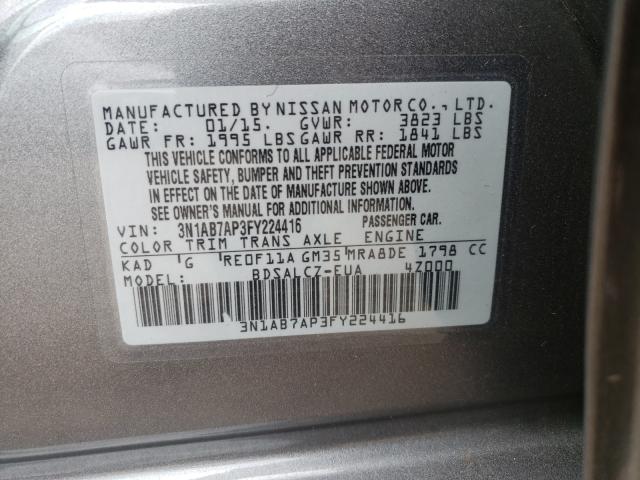 MANUFACTURED BY NISSAN MOTOR CO., LTD.
DATE: 01/15. GVWR: 3823 LBS
GAWR FR: 1995 LBS GAWR RR: 1841 LBS
THIS VEHICLE CONFORMS TO ALL APPLICABLE FEDERAL MOTOR
VEHICLE SAFETY, BUMPER AND THEFT PREVENTION STANDARDS
IN EFFECT ON THE DATE OF MANUFACTURE SHOWN ABOVE.
SEE OWNER'S MANUAL FOR ADDITIONAL INFORMATION.
VIN: 3N1AB7AP3FY224416 PASSENGER CAR.
COLOR TRIM TRANS AXLE ENGINE
KAD G RE0F11A GM35 MRA8DE 1798 CC
MODEL: BDSALCZ-EUA 4Z000
3N1AB7AP3FY224416